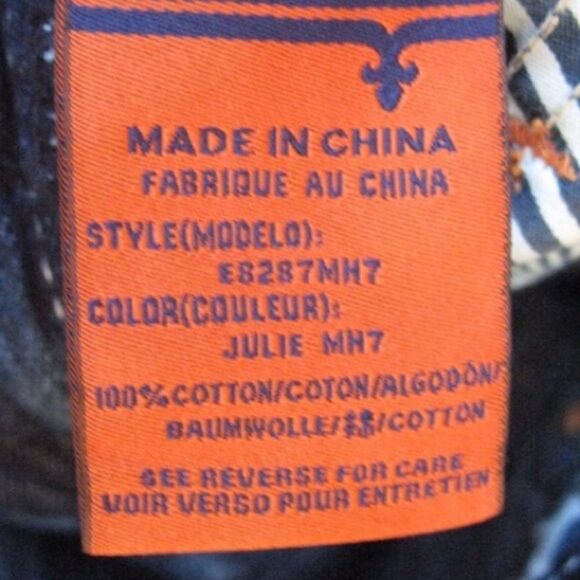 MADE IN CHINA
FABRIQUE AU CHINA
STYLE(MODELO):
E8287MH7
COLOR(COULEUR):
JULIE MH7
100% COTTON/COTON/ALGODÓN/
BAUMWOLLE/ /COTTON
SEE REVERSE FOR CARE
VOIR VERSO POUR ENTRETIEN